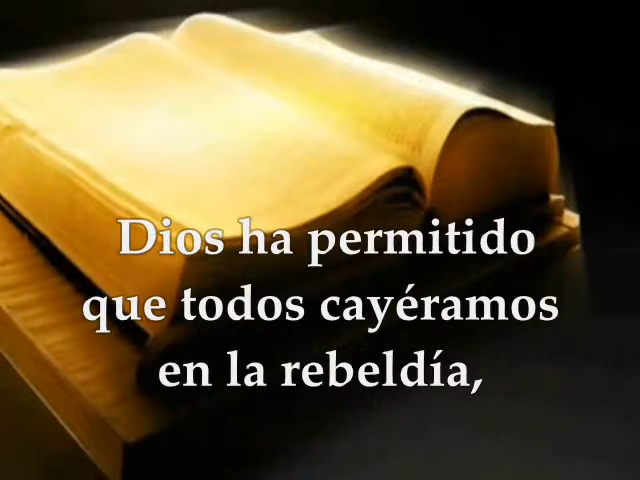 Dios ha permitido
que todos cayéramos
en la rebeldía,